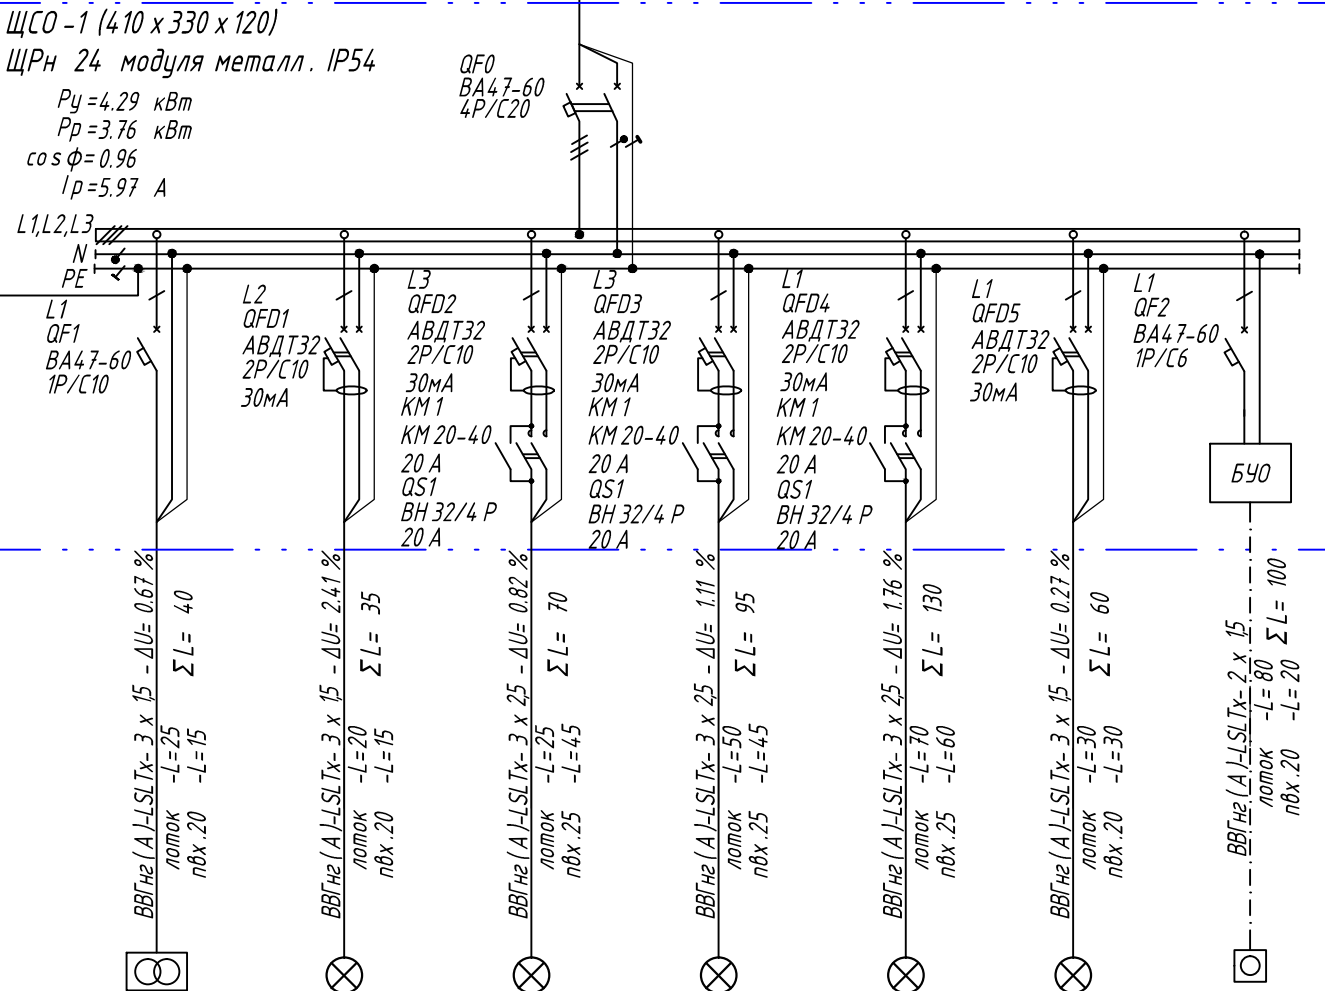 ЩСО -1 (410 x 330 x 120)
ЩРн 24 модуля металл. IP54
Pу =4.29 кВт
Pр =3.76 кВт
cos ф= 0.96
Iр =5.97 А
QF0
ВА47-60
4P/C20
L1,L2,L3
N
PE
L1
QF1
ВА47-60
1P/C10
L2
QFD1
АВДТ32
2P/C10
30мА
L3
QFD2
АВДТ32
2P/C10
30мА
КМ 1
КМ 20-40
20 А
QS1
ВН 32/4 Р
20 А
L3
QFD3
АВДТ32
2P/C10
30мА
КМ 1
КМ 20-40
20 А
QS1
ВН 32/4 Р
20 А
L1
QFD4
АВДТ32
2P/C10
30мА
КМ 1
КМ 20-40
20 А
QS1
ВН 32/4 Р
20 А
L1
QFD5
АВДТ32
2P/C10
30мА
L1
QF2
ВА47-60
1P/C6
БУО
ВВГнг(А)-LSLTx- 3 x 1,5 - ΔU= 0.67 %
лоток -L=25 ΣL= 40
пвх.20 -L=15
ВВГнг(А)-LSLTx- 3 x 1,5 - ΔU= 2.41 %
лоток -L=20 ΣL= 35
пвх.20 -L=15
ВВГнг(А)-LSLTx- 3 x 2,5 - ΔU= 0.82 %
лоток -L=25 ΣL= 70
пвх.25 -L=45
ВВГнг(А)-LSLTx- 3 x 2,5 - ΔU= 1.11 %
лоток -L=50 ΣL= 95
пвх.25 -L=45
ВВГнг(А)-LSLTx- 3 x 2,5 - ΔU= 1.76 %
лоток -L=70 ΣL= 130
пвх.25 -L=60
ВВГнг(А)-LSLTx- 3 x 1,5 - ΔU= 0.27 %
лоток -L=30 ΣL= 60
пвх.20 -L=30
ВВГнг(А)-LSLTx- 2 x 1,5
лоток -L= 80 ΣL= 100
пвх.20 -L= 20